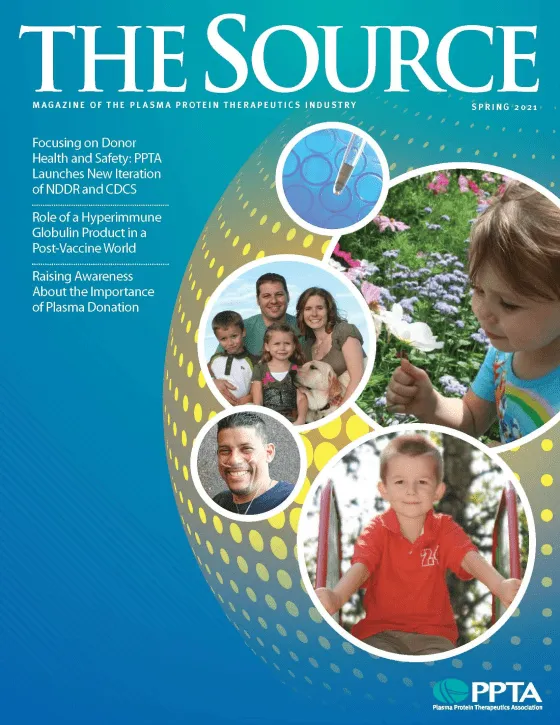 THE SOURCE
MAGAZINE OF THE PLASMA PROTEIN THERAPEUTICS INDUSTRY
SPRING 2021
Focusing on Donor
Health and Safety: PPTA
Launches New Iteration
of NDDR and CDCS
Role of a Hyperimmune
Globulin Product in a
Post-Vaccine World
Raising Awareness
About the Importance
of Plasma Donation
PPTA
Plasma Protein Therapeutics Association